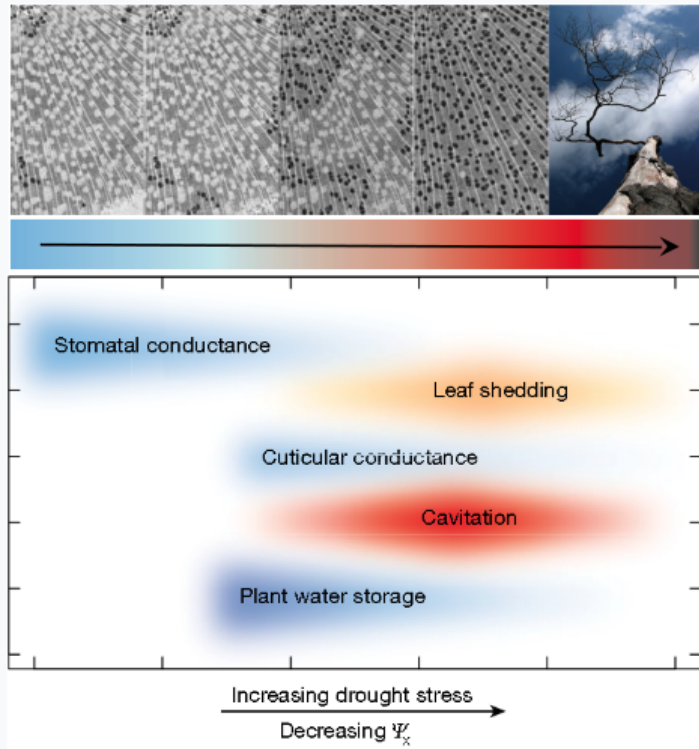 Stomatal conductance
Leaf shedding
Cuticular conductance
Cavitation
Plant water storage
Increasing drought stress
Decreasing Ψx